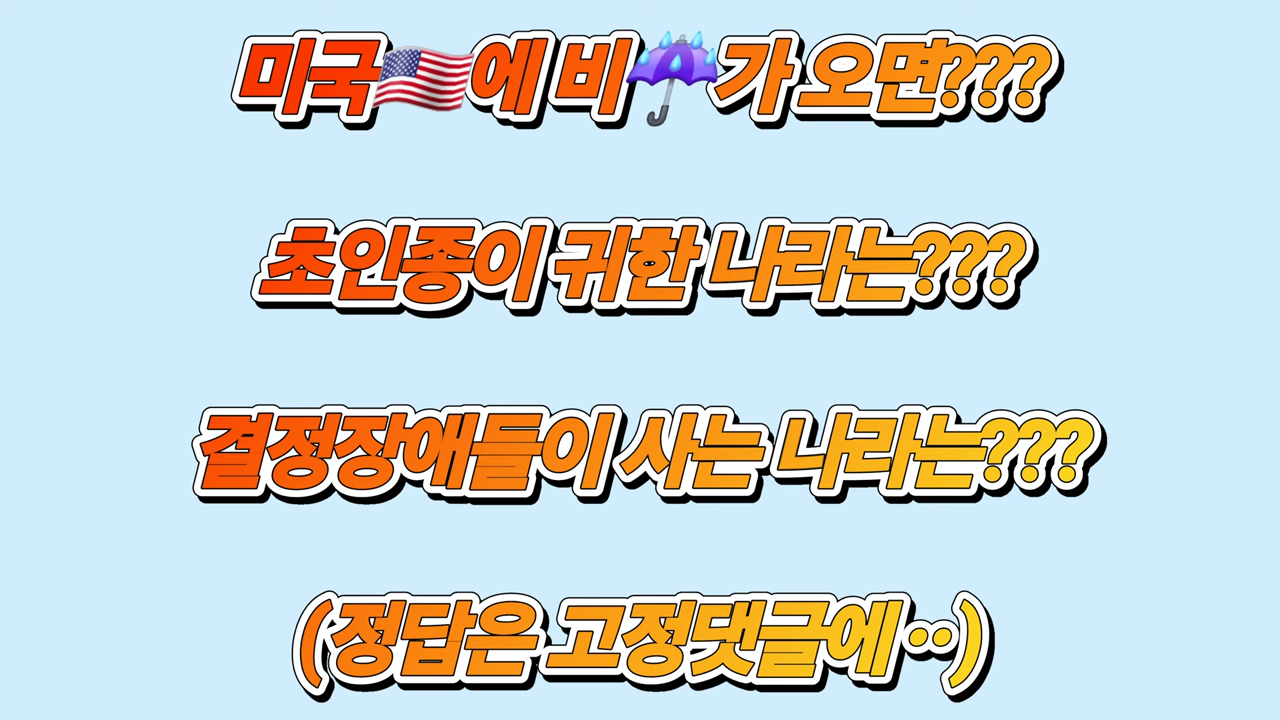 미국🇺🇸에 비☔가 오면???
초인종이 귀한 나라는???
결정장애들이 사는 나라는???
(정답은 고정댓글에··)